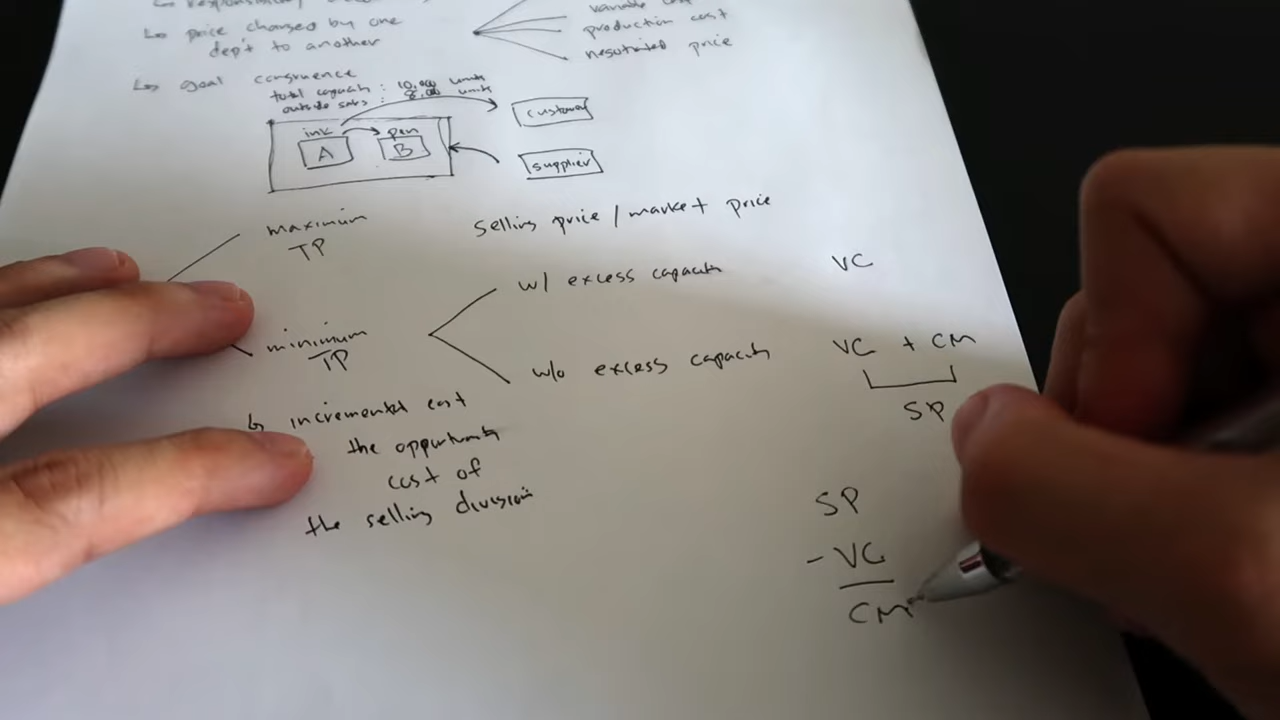 price charged by one
dep't to another
variable
production cost
negotiated price
goal congruence
total capacity : 10,000 units
outside sales : 8,000 units
ink pen
A B
customer
supplier
maximum
TP
selling price / market price
minimum
TP
w/ excess capacity VC
w/o excess capacity VC + CM
SP
incremental cost
the opportunity
cost of
the selling division
SP
- VC
CM